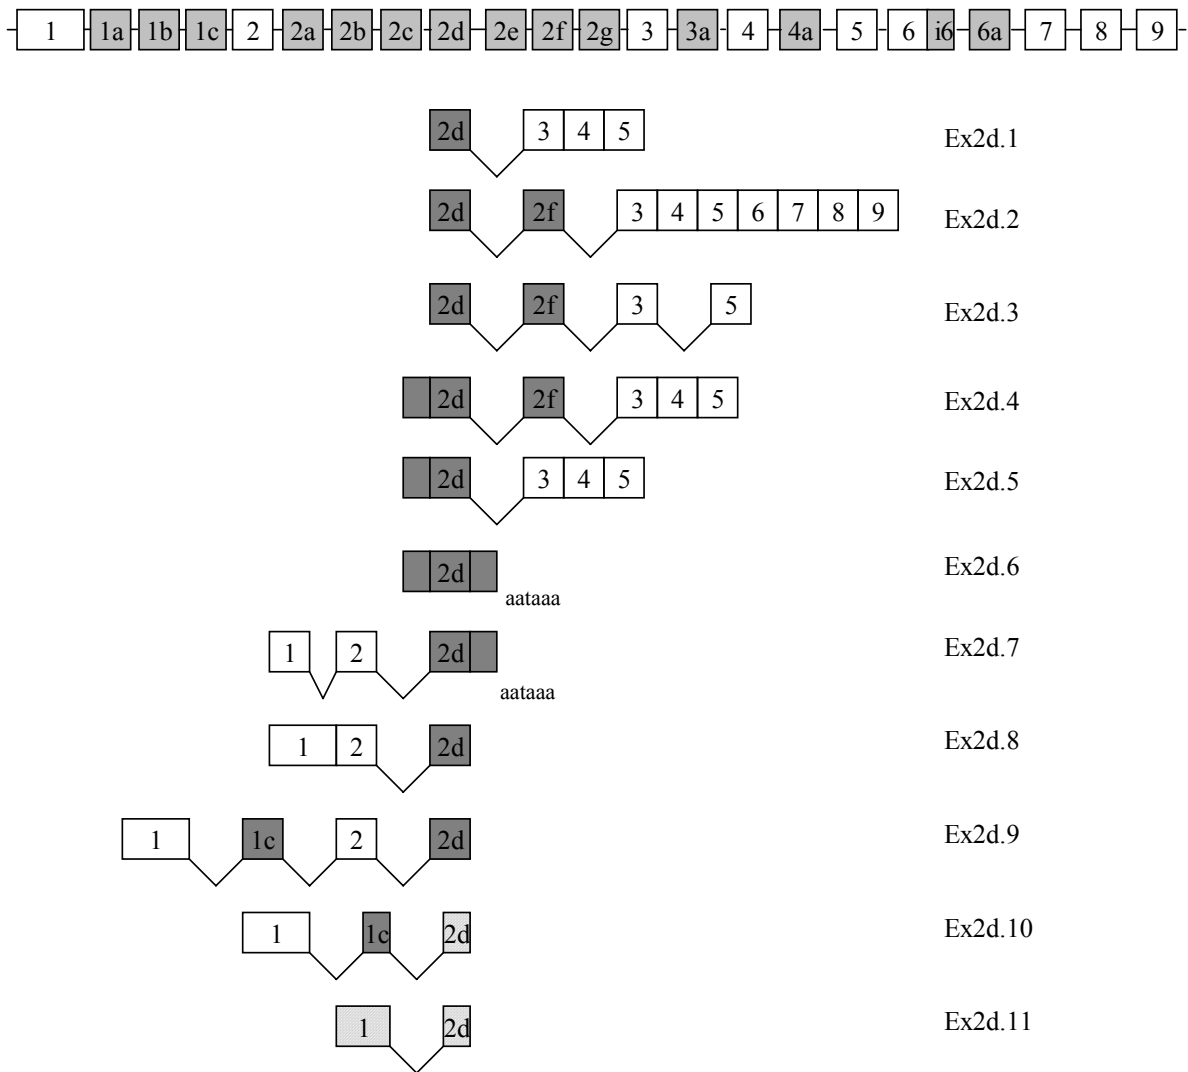 1 1a 1b 1c 2 2a 2b 2c 2d 2e 2f 2g 3 3a 4 4a 5 6 i6 6a 7 8 9
2d 3 4 5 Ex2d.1
2d 2f 3 4 5 6 7 8 9 Ex2d.2
2d 2f 3 5 Ex2d.3
2d 2f 3 4 5 Ex2d.4
2d 3 4 5 Ex2d.5
2d Ex2d.6
aataaa
1 2 2d Ex2d.7
aataaa
1 2 2d Ex2d.8
1 1c 2 2d Ex2d.9
1 1c 2d Ex2d.10
1 2d Ex2d.11